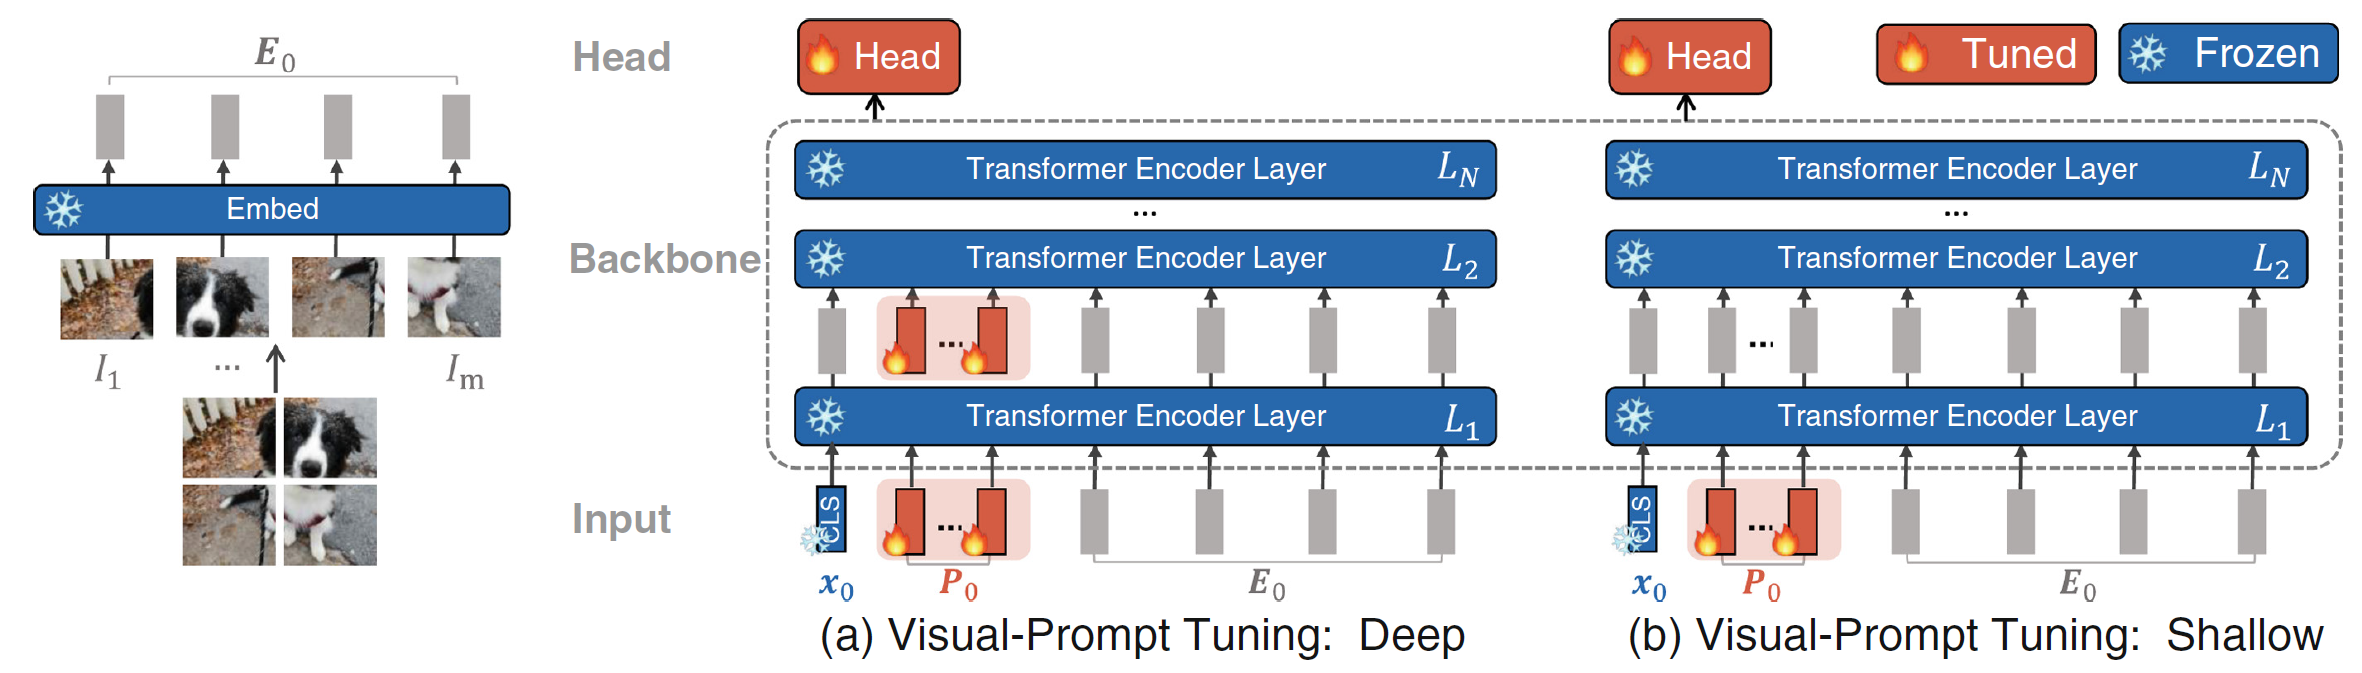 E0
Embed
I1
...
Im
Head
Backbone
Input
Head
Transformer Encoder Layer LN
...
Transformer Encoder Layer L2
...
Transformer Encoder Layer L1
CLS
...
x0
P0
E0
(a) Visual-Prompt Tuning: Deep
Head
Tuned
Frozen
Transformer Encoder Layer LN
...
Transformer Encoder Layer L2
...
Transformer Encoder Layer L1
CLS
...
x0
P0
E0
(b) Visual-Prompt Tuning: Shallow